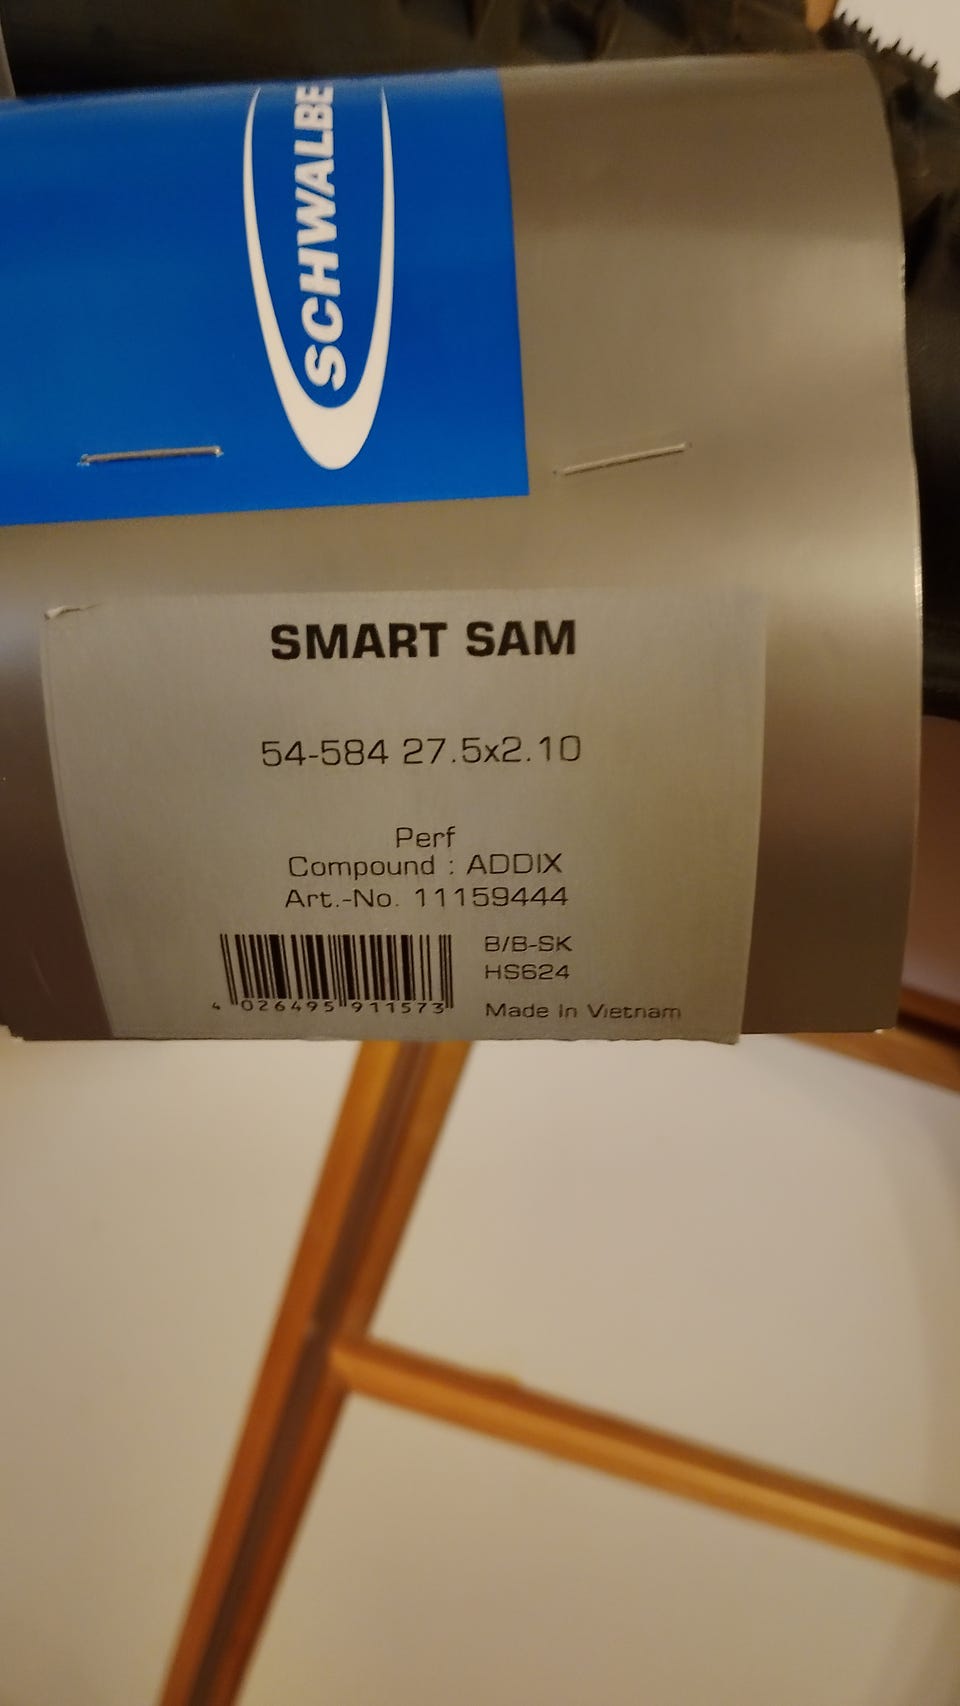 SCHWALBE
SMART SAM
54-584 27.5x2.10
Perf
Compound : ADDIX
Art.-No. 11159444
B/B-SK
HS624
4 026495 911573
Made in Vietnam